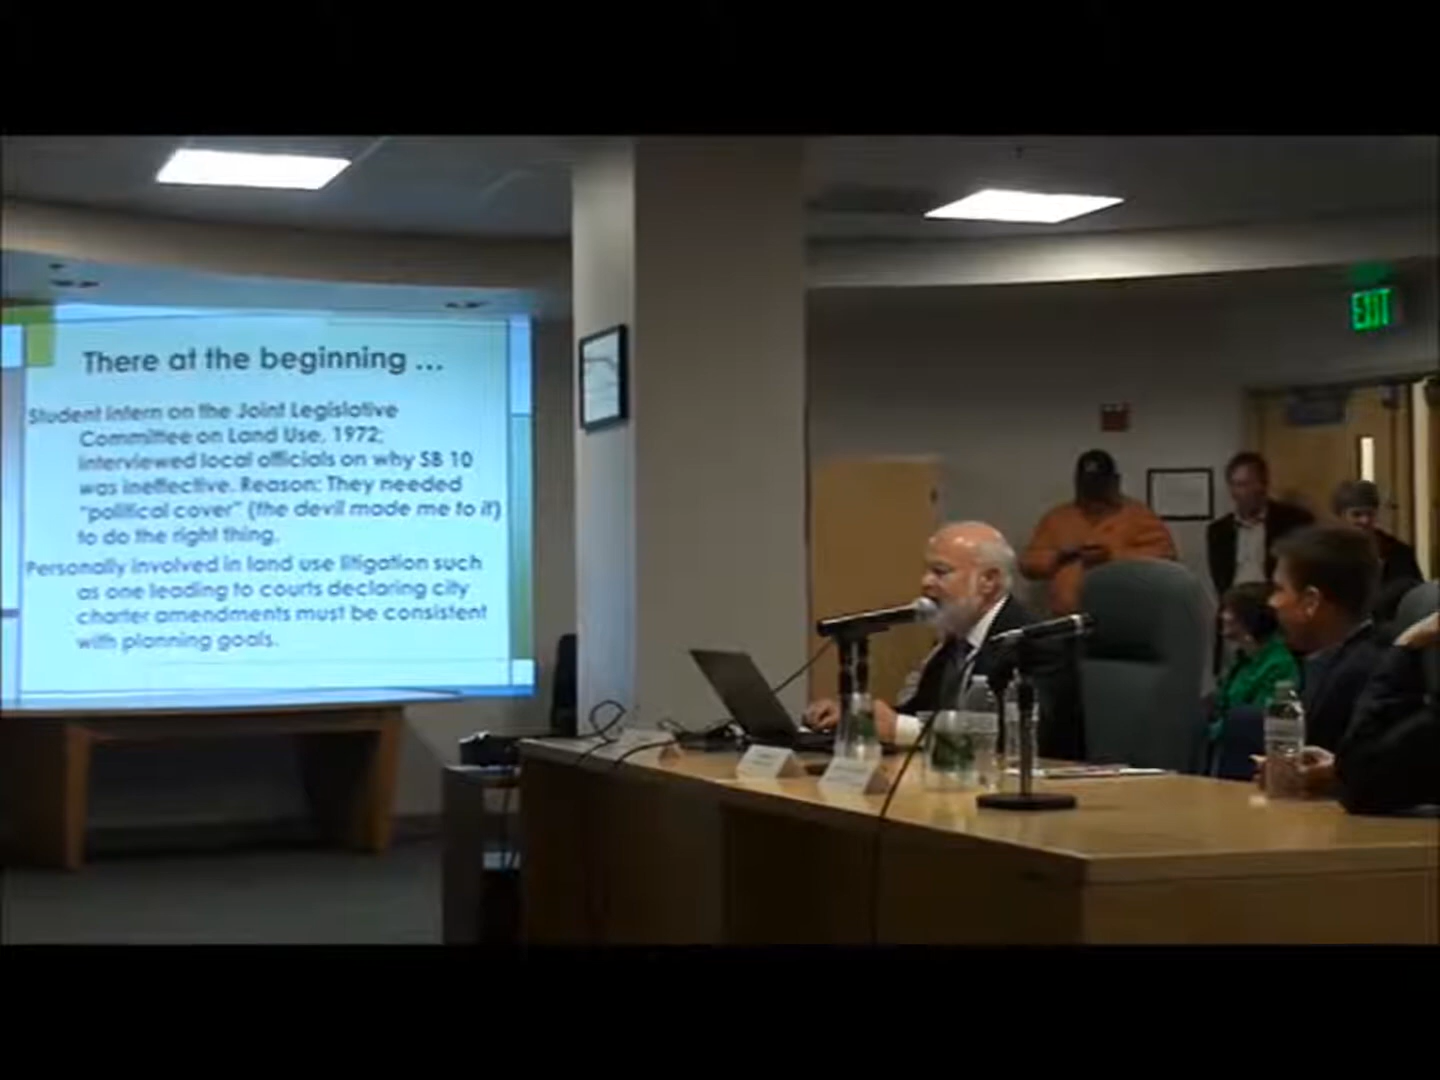 There at the beginning ...
Student intern on the Joint Legislative
Committee on Land Use, 1972;
interviewed local officials on why SB 10
was ineffective. Reason: They needed
"political cover" (the devil made me to it)
to do the right thing.
Personally involved in land use litigation such
as one leading to courts declaring city
charter amendments must be consistent
with planning goals.
EXIT